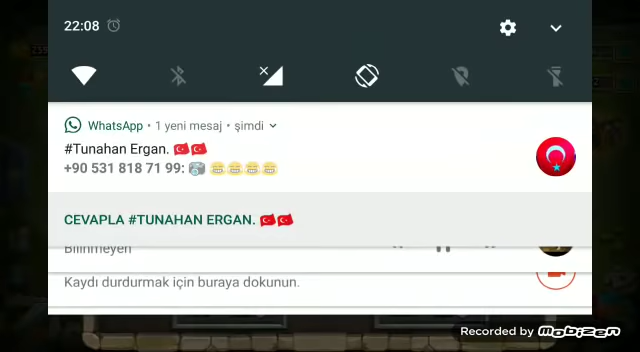 22:08
WhatsApp • 1 yeni mesaj • şimdi
#Tunahan Ergan. 🇹🇷🇹🇷
+90 531 818 71 99: 📷 😂😂😂😂
CEVAPLA #TUNAHAN ERGAN. 🇹🇷🇹🇷
Bilinmeyen
Kaydı durdurmak için buraya dokunun.
Recorded by Mobizen